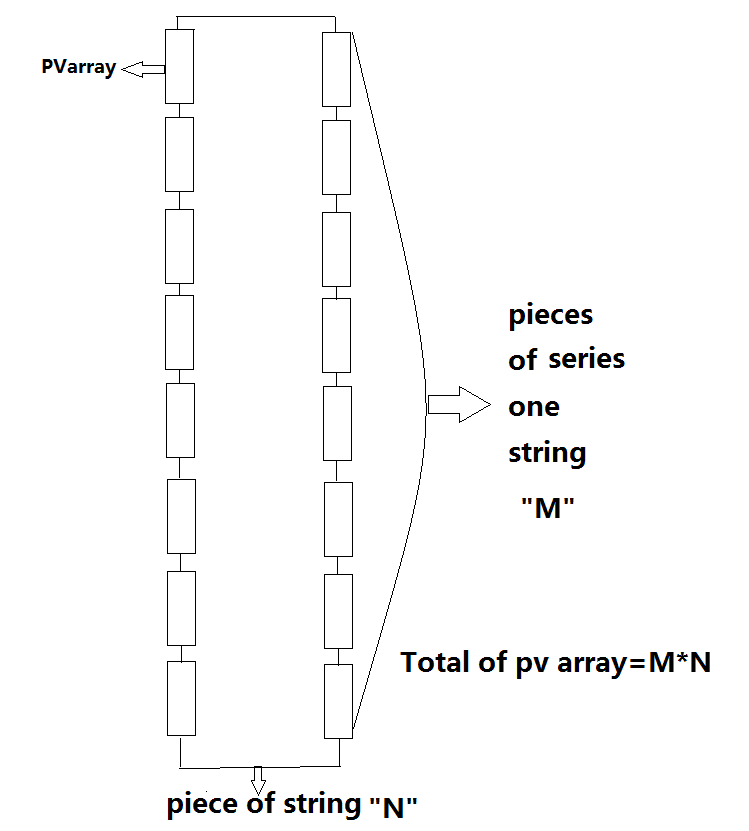 PVarray
pieces
of series
one
string
"M"
Total of pv array=M*N
piece of string "N"